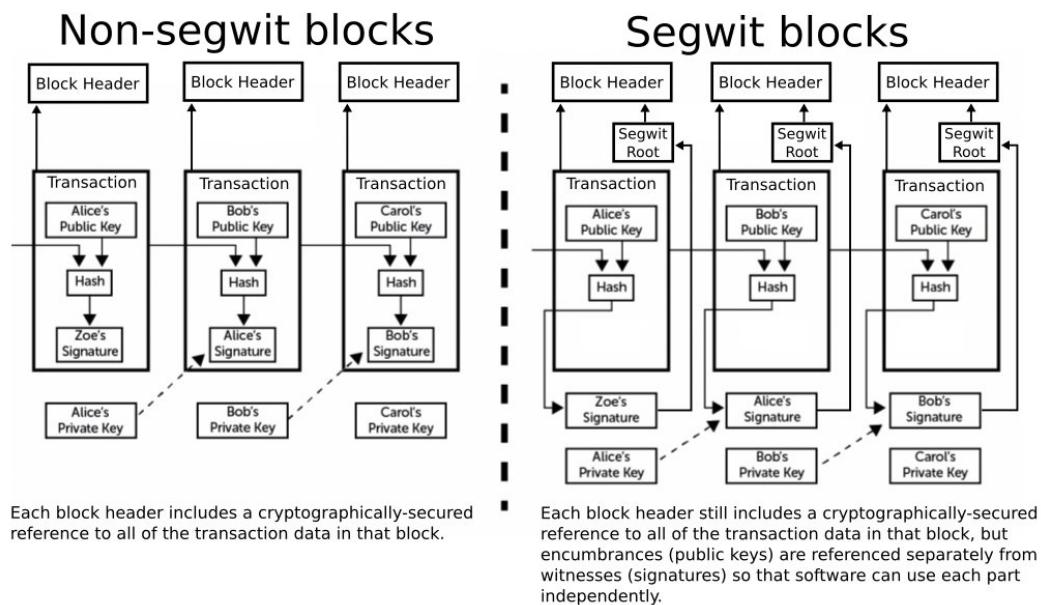 Non-segwit blocks
Block Header
Block Header
Block Header
Transaction
Transaction
Transaction
Alice's
Public Key
Bob's
Public Key
Carol's
Public Key
Hash
Hash
Hash
Zoe's
Signature
Alice's
Signature
Bob's
Signature
Alice's
Private Key
Bob's
Private Key
Carol's
Private Key
Each block header includes a cryptographically-secured
reference to all of the transaction data in that block.
Segwit blocks
Block Header
Block Header
Block Header
Segwit
Root
Segwit
Root
Segwit
Root
Transaction
Transaction
Transaction
Alice's
Public Key
Bob's
Public Key
Carol's
Public Key
Hash
Hash
Hash
Zoe's
Signature
Alice's
Signature
Bob's
Signature
Alice's
Private Key
Bob's
Private Key
Carol's
Private Key
Each block header still includes a cryptographically-secured
reference to all of the transaction data in that block, but
encumbrances (public keys) are referenced separately from
witnesses (signatures) so that software can use each part
independently.